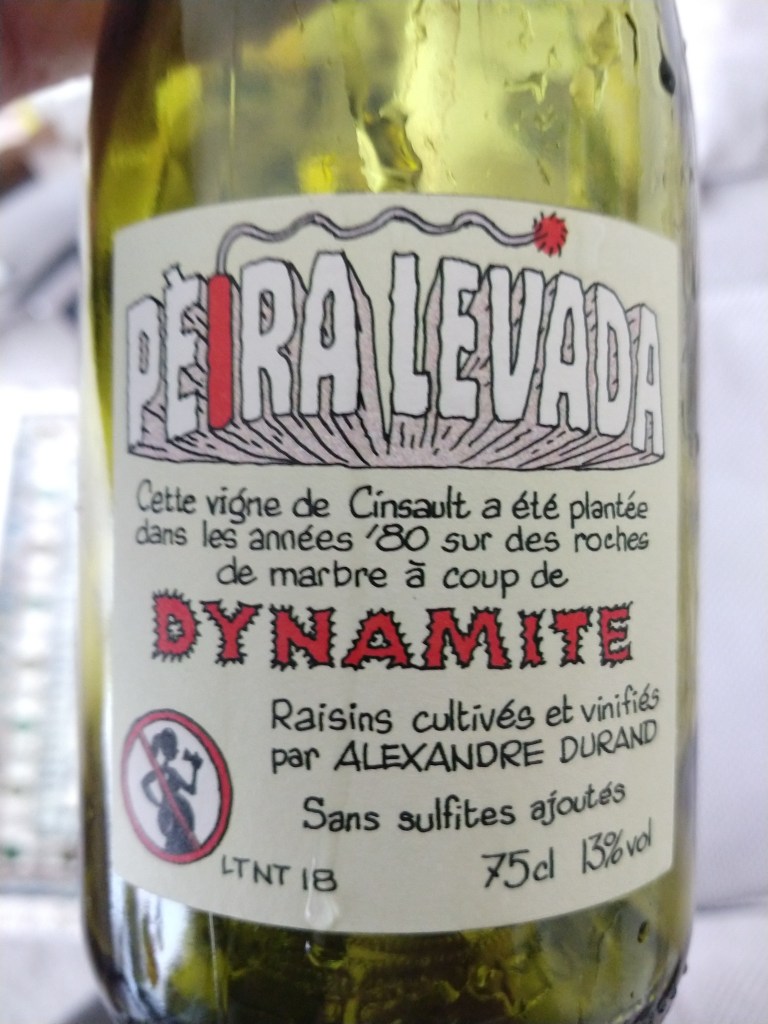 PÈIRA LEVADA
Cette vigne de Cinsault a été plantée
dans les années '80 sur des roches
de marbre à coup de
DYNAMITE
Raisins cultivés et vinifiés
par ALEXANDRE DURAND
Sans sulfites ajoutés
LTNT 18
75cl 13% vol